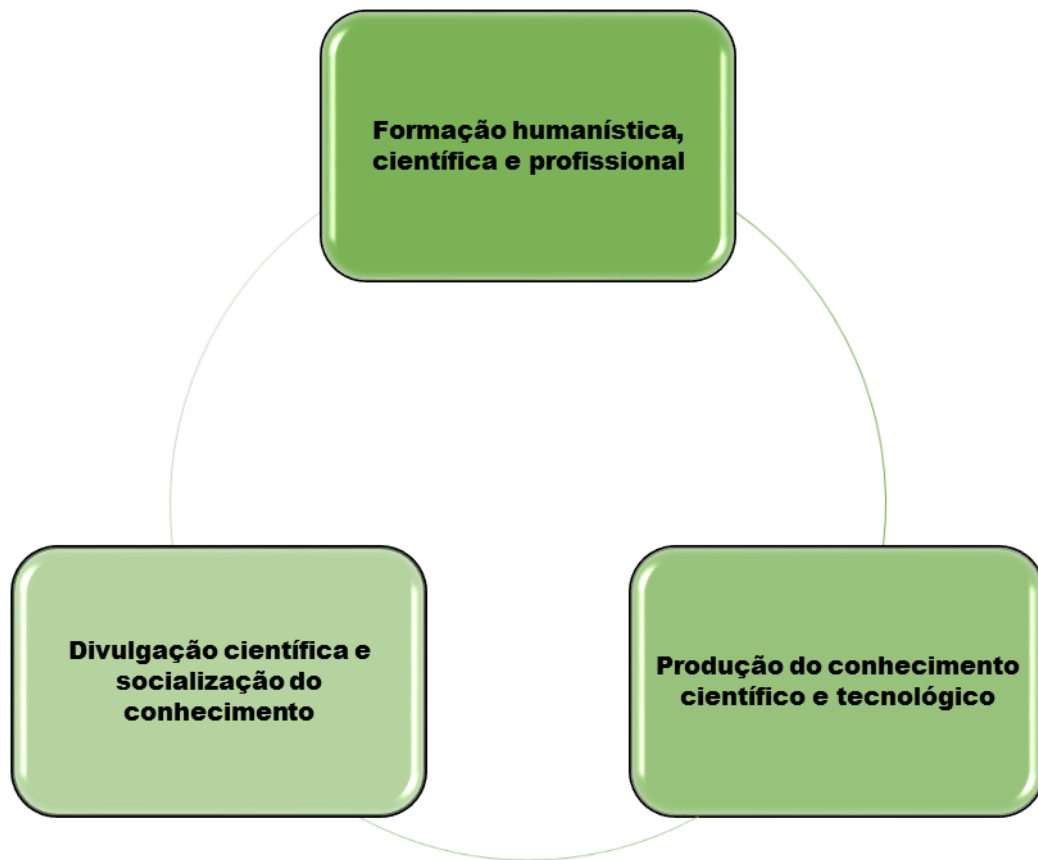 Formação humanística,
científica e profissional
Divulgação científica e
socialização do
conhecimento
Produção do conhecimento
científico e tecnológico